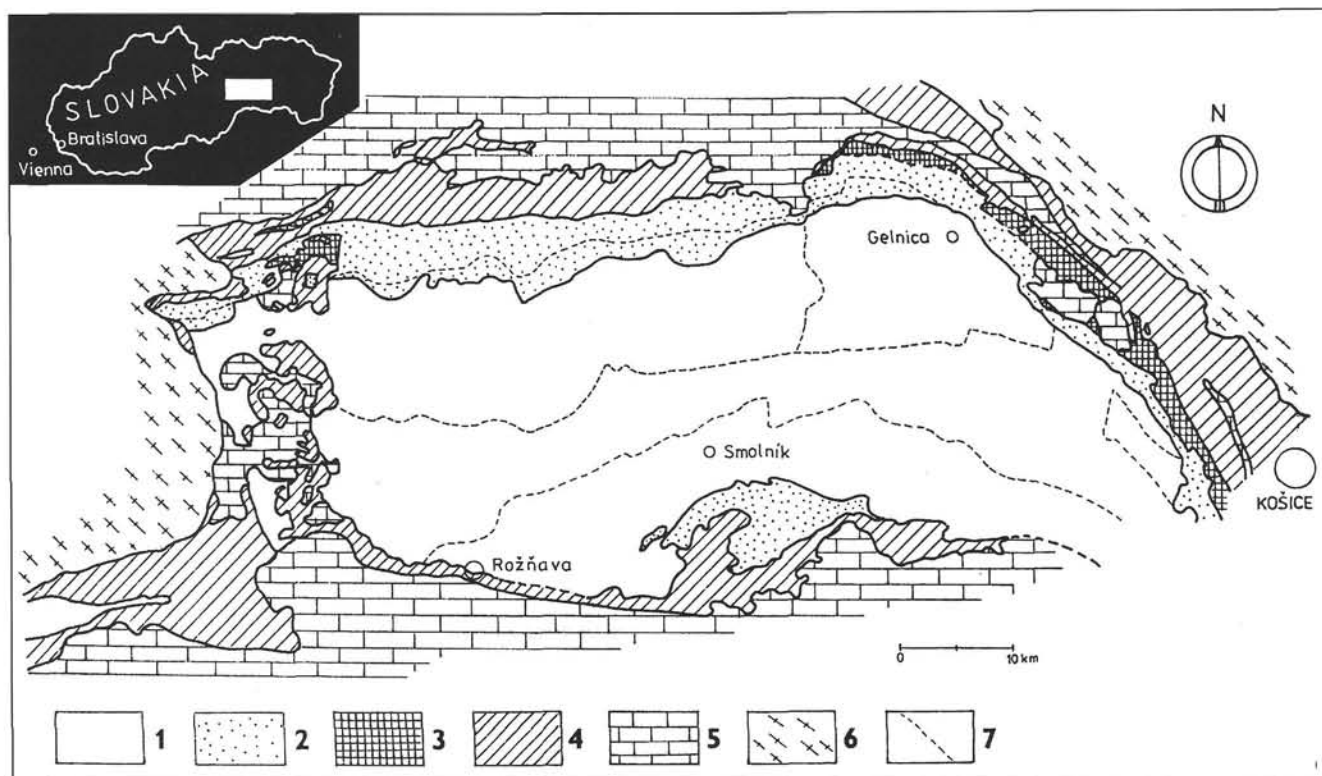 SLOVAKIA
Bratislava
Vienna
N
Gelnica
Smolník
KOŠICE
Rožňava
0 10 km
1 2 3 4 5 6 7